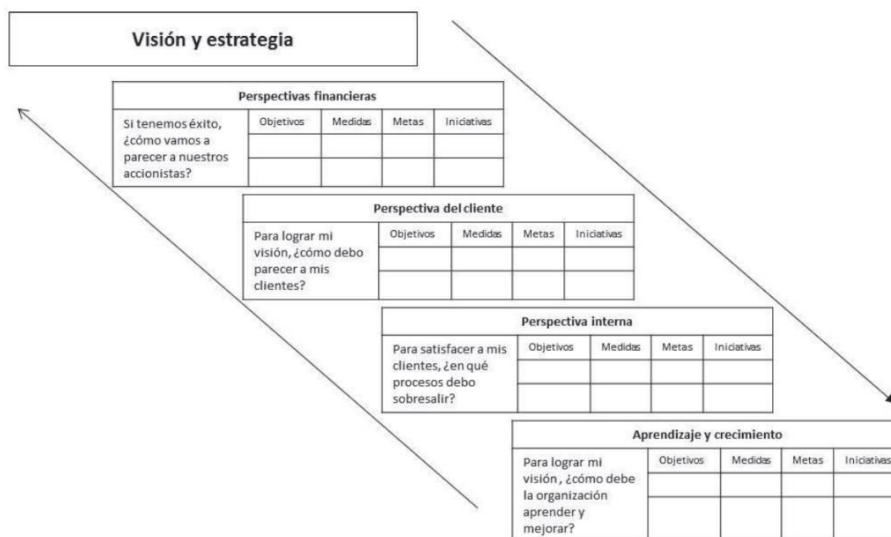 Visión y estrategia
Perspectivas financieras
Si tenemos éxito,
¿cómo vamos a
parecer a nuestros
accionistas?
Objetivos Medidas Metas Iniciativas
Perspectiva del cliente
Para lograr mi
visión, ¿cómo debo
parecer a mis
clientes?
Objetivos Medidas Metas Iniciativas
Perspectiva interna
Para satisfacer a mis
clientes, ¿en qué
procesos debo
sobresalir?
Objetivos Medidas Metas Iniciativas
Aprendizaje y crecimiento
Para lograr mi
visión , ¿cómo debe
la organización
aprender y
mejorar?
Objetivos Medidas Metas Iniciativas